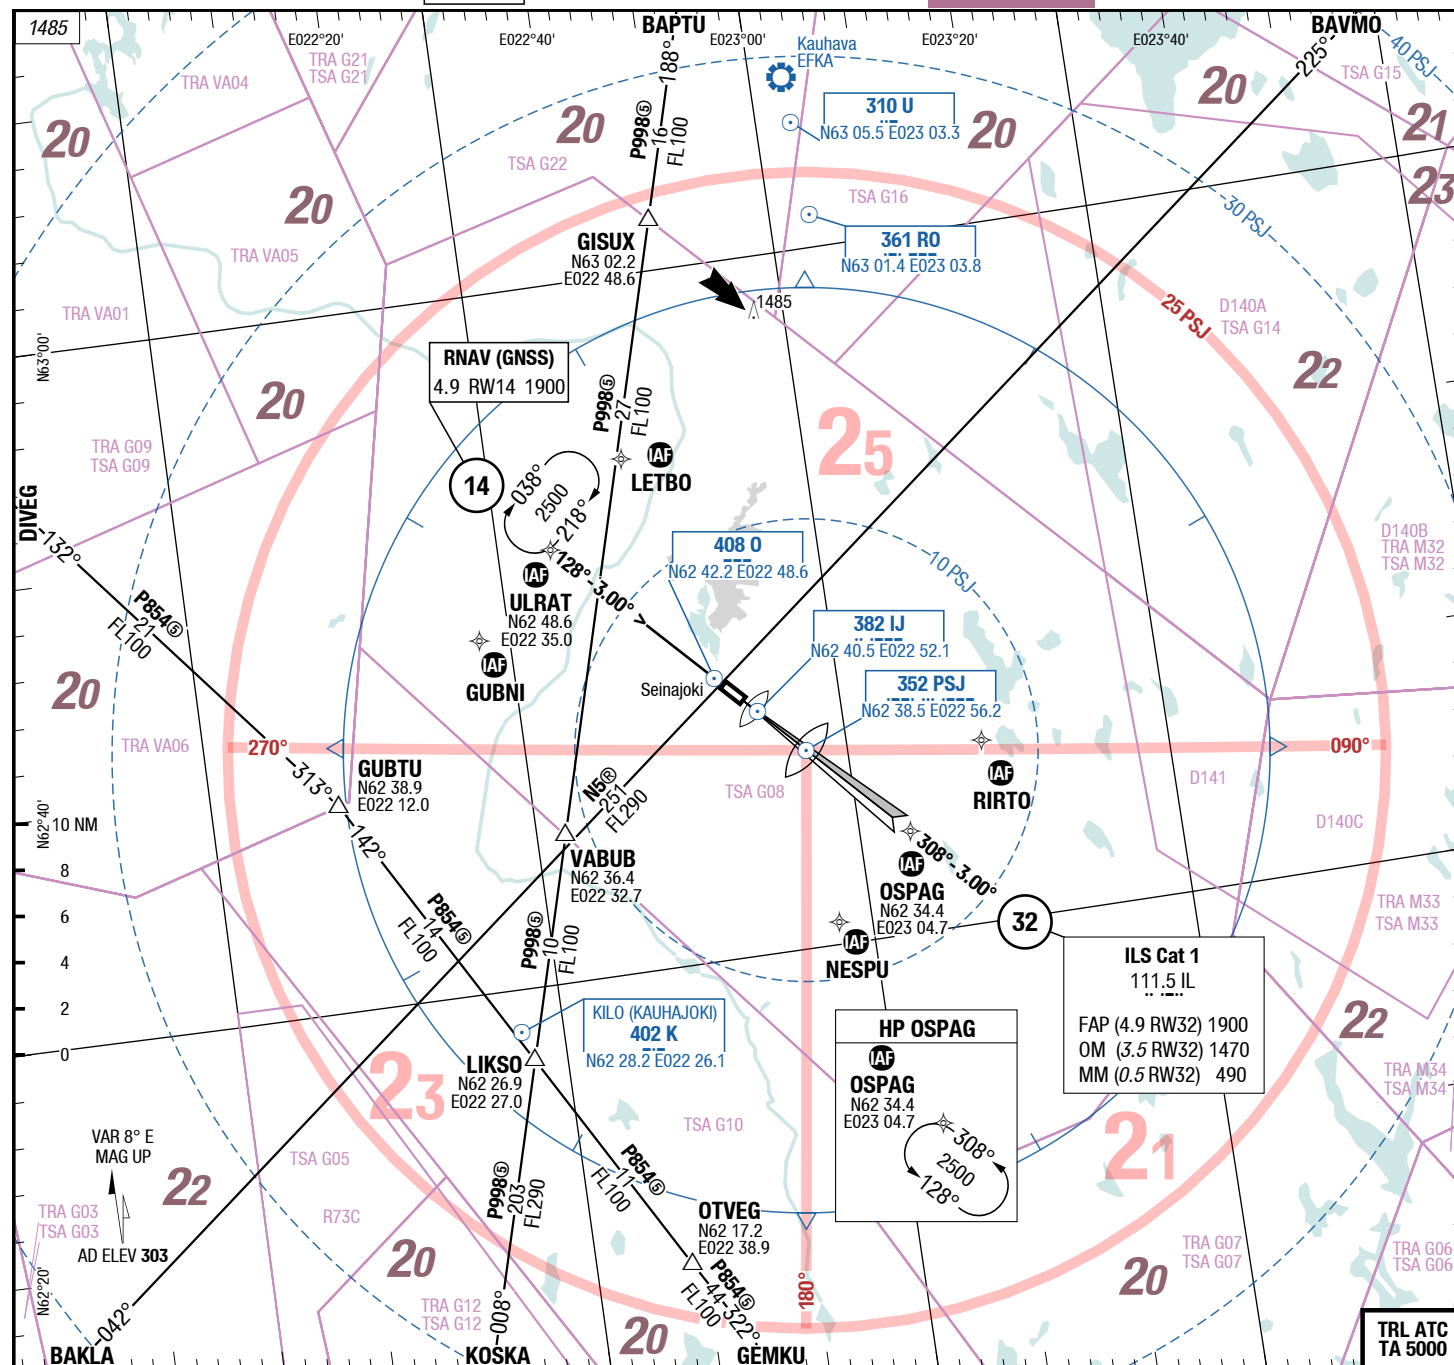 1485
BAPTU
BAVMO
E022°20'
E022°40'
E023°00'
E023°20'
E023°40'
40 PSJ
TRA VA04
TRA G21
TSA G21
188°
Kauhava
EFKA
225°
TSA G15
20
20
20
20
21
310 U
N63 05.5 E023 03.3
P998⑤
16
FL100
TSA G22
TSA G16
23
20
30 PSJ
TRA VA05
GISUX
N63 02.2
E022 48.6
361 RO
N63 01.4 E023 03.8
1485
TRA VA01
25 PSJ
D140A
TSA G14
N63°00'
RNAV (GNSS)
4.9 RW14 1900
22
20
P998⑤
27
FL100
25
TRA G09
TSA G09
14
IAF
LETBO
038°
2500
218°
DIVEG
132°
D140B
TRA M32
TSA M32
408 O
N62 42.2 E022 48.6
10 PSJ
128°-3.00°
IAF
ULRAT
N62 48.6
E022 35.0
P854⑤
21
FL100
382 IJ
N62 40.5 E022 52.1
IAF
GUBNI
Seinajoki
352 PSJ
N62 38.5 E022 56.2
20
TRA VA06
270°
090°
313°
GUBTU
N62 38.9
E022 12.0
IAF
RIRTO
D141
TSA G08
N5Ⓡ
251
FL290
D140C
N62°40'
10 NM
8
6
4
2
0
142°
VABUB
N62 36.4
E022 32.7
308°-3.00°
IAF
OSPAG
N62 34.4
E023 04.7
P854⑤
14
FL100
P998⑤
10
FL100
32
TRA M33
TSA M33
IAF
NESPU
ILS Cat 1
111.5 IL
FAP (4.9 RW32) 1900
OM (3.5 RW32) 1470
MM (0.5 RW32) 490
KILO (KAUHAJOKI)
402 K
N62 28.2 E022 26.1
HP OSPAG
IAF
OSPAG
N62 34.4
E023 04.7
308°
2500
128°
22
LIKSO
N62 26.9
E022 27.0
23
TRA M34
TSA M34
TSA G10
21
VAR 8° E
MAG UP
TSA G05
22
P998⑤
203
FL290
P854⑤
11
FL100
TRA G03
TSA G03
R73C
OTVEG
N62 17.2
E022 38.9
AD ELEV 303
20
TRA G07
TSA G07
TRA G06
TSA G06
20
N62°20'
180°
P854⑤
44-322°
FL100
042°
TRA G12
TSA G12
008°
20
BAKLA
KOSKA
GEMKU
TRL ATC
TA 5000